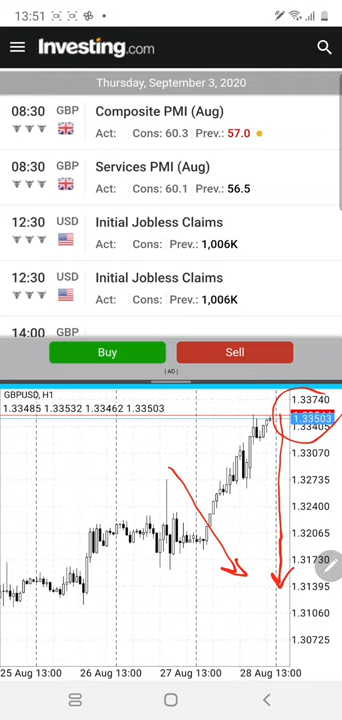 13:51
Investing.com
Thursday, September 3, 2020
08:30 GBP Composite PMI (Aug)
Act: Cons: 60.3 Prev.: 57.0
08:30 GBP Services PMI (Aug)
Act: Cons: 60.1 Prev.: 56.5
12:30 USD Initial Jobless Claims
Act: Cons: Prev.: 1,006K
12:30 USD Initial Jobless Claims
Act: Cons: Prev.: 1,006K
14:00 GBP
Buy Sell
[AD]
GBPUSD, H1
1.33485 1.33532 1.33462 1.33503
1.33740
1.33503
1.33405
1.33070
1.32735
1.32400
1.32065
1.31730
1.31395
1.31060
1.30725
25 Aug 13:00 26 Aug 13:00 27 Aug 13:00 28 Aug 13:00